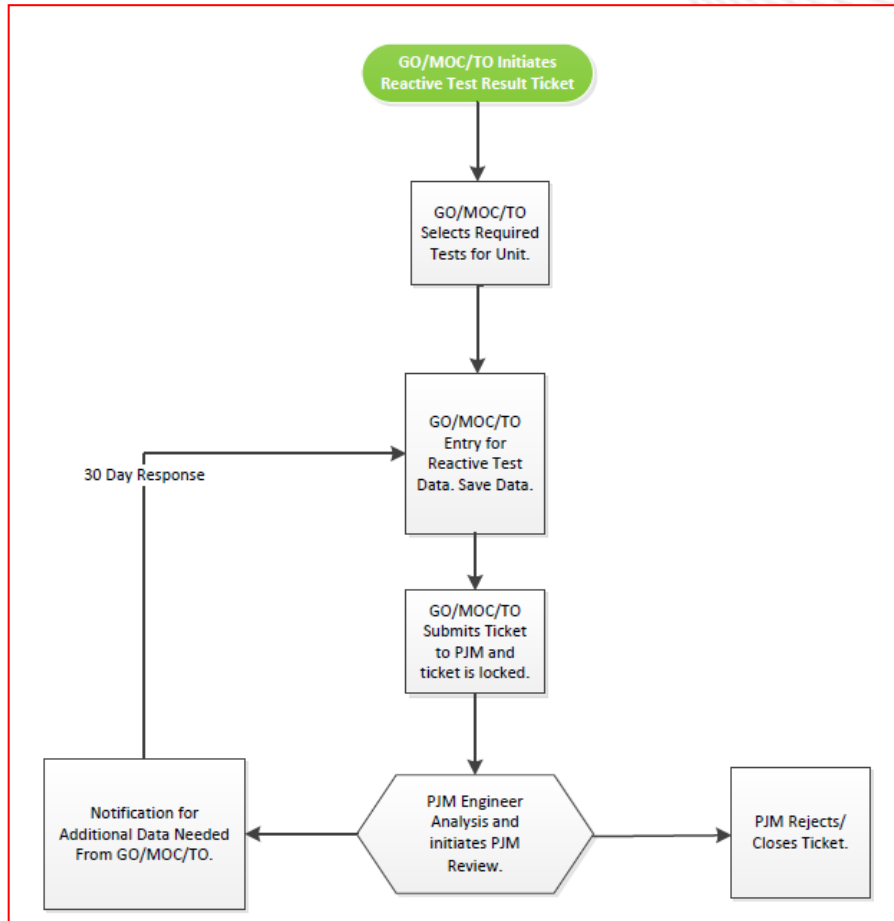 GO/MOC/TO Initiates
Reactive Test Result Ticket
GO/MOC/TO
Selects Required
Tests for Unit.
GO/MOC/TO
Entry for
Reactive Test
Data. Save Data.
30 Day Response
GO/MOC/TO
Submits Ticket
to PJM and
ticket is locked.
Notification for
Additional Data Needed
From GO/MOC/TO.
PJM Engineer
Analysis and
initiates PJM
Review.
PJM Rejects/
Closes Ticket.